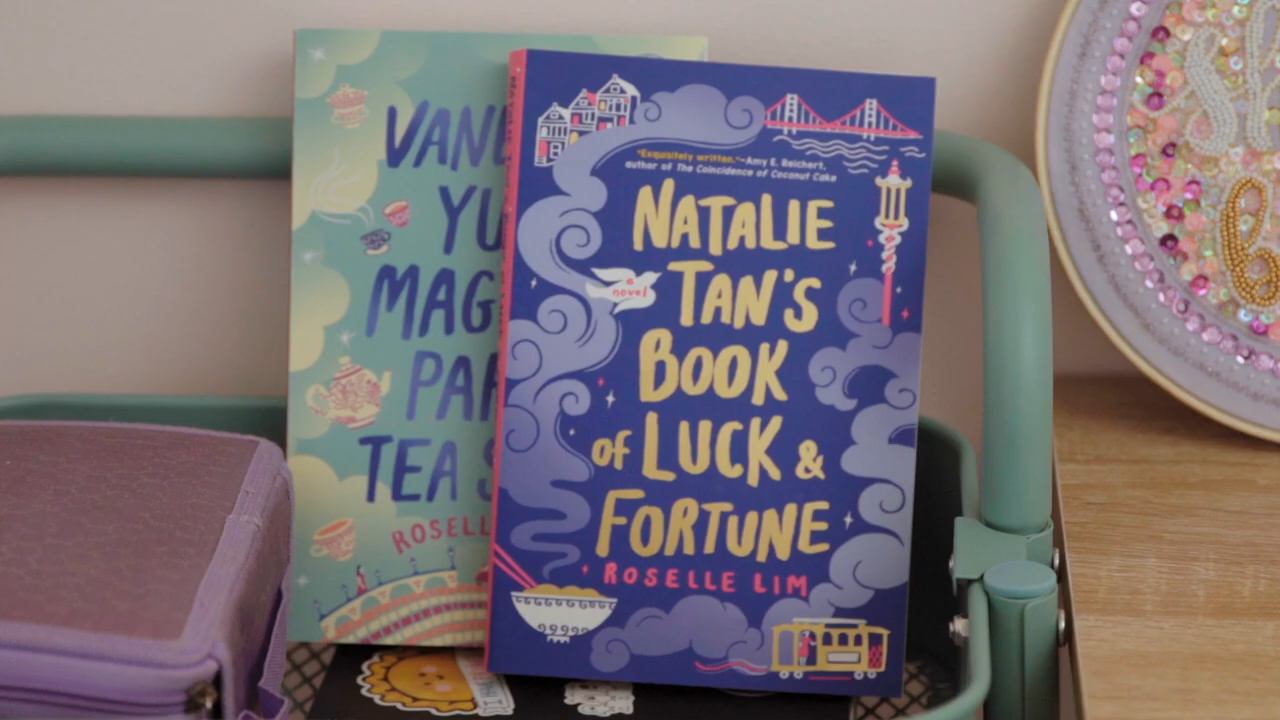 VAN
YU
MAG
PA
TEA
ROSELL
"Exquisitely written."—Amy E. Reichert,
author of The Coincidence of Coconut Cake
NATALIE
a
novel
TAN'S
BOOK
of LUCK &
FORTUNE
ROSELLE LIM